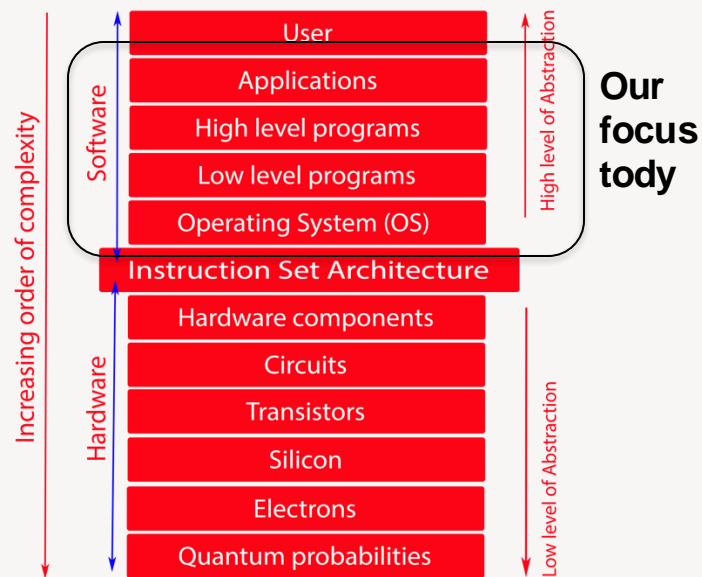 User
Applications
High level programs
Low level programs
Operating System (OS)
Instruction Set Architecture
Hardware components
Circuits
Transistors
Silicon
Electrons
Quantum probabilities
Increasing order of complexity
Software
Hardware
High level of Abstraction
Low level of Abstraction
Our
focus
tody